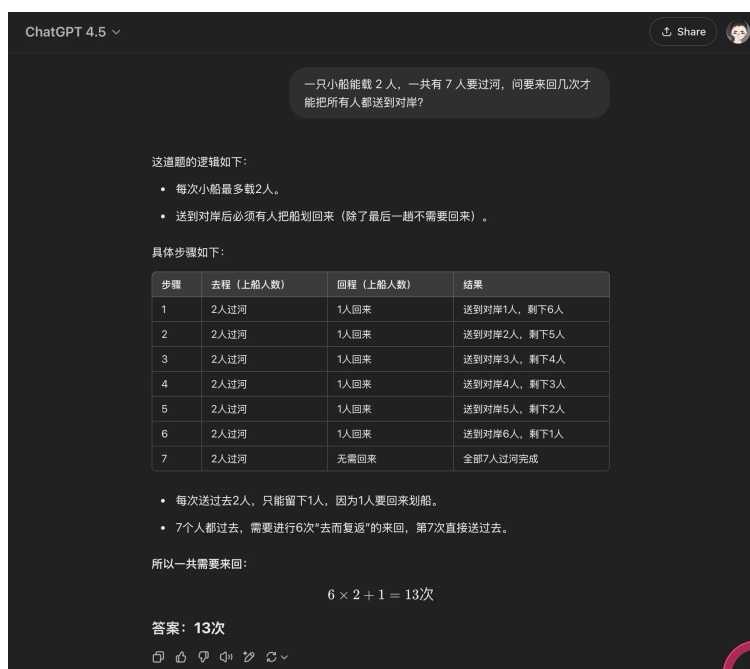 ChatGPT 4.5
Share
一只小船能载 2 人，一共有 7 人要过河，问要来回几次才
能把所有人都送到对岸?
这道题的逻辑如下：
• 每次小船最多载2人。
• 送到对岸后必须有人把船划回来（除了最后一趟不需要回来）。
具体步骤如下：
步骤 去程（上船人数） 回程（上船人数） 结果
1 2人过河 1人回来 送到对岸1人，剩下6人
2 2人过河 1人回来 送到对岸2人，剩下5人
3 2人过河 1人回来 送到对岸3人，剩下4人
4 2人过河 1人回来 送到对岸4人，剩下3人
5 2人过河 1人回来 送到对岸5人，剩下2人
6 2人过河 1人回来 送到对岸6人，剩下1人
7 2人过河 无需回来 全部7人过河完成
• 每次送过去2人，只能留下1人，因为1人要回来划船。
• 7个人都过去，需要进行6次“去而复返”的来回，第7次直接送过去。
所以一共需要来回：
6 × 2 + 1 = 13次
答案：13次